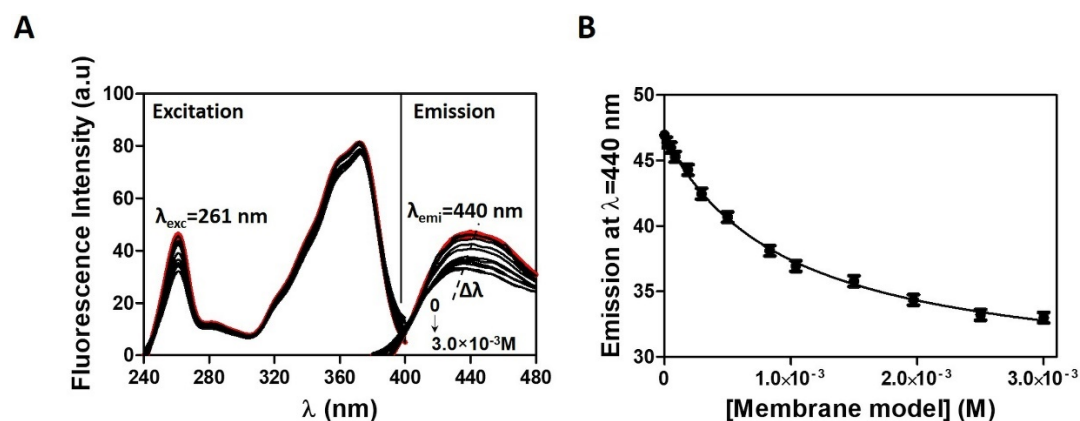 A
Fluorescence Intensity (a.u)
100
80
60
40
20
0
Excitation
Emission
λexc=261 nm
λemi=440 nm
Δλ
0
↓
3.0×10⁻³M
240 280 320 360 400 440 480
λ (nm)
B
Emission at λ=440 nm
50
45
40
35
30
0 1.0×10⁻³ 2.0×10⁻³ 3.0×10⁻³
[Membrane model] (M)